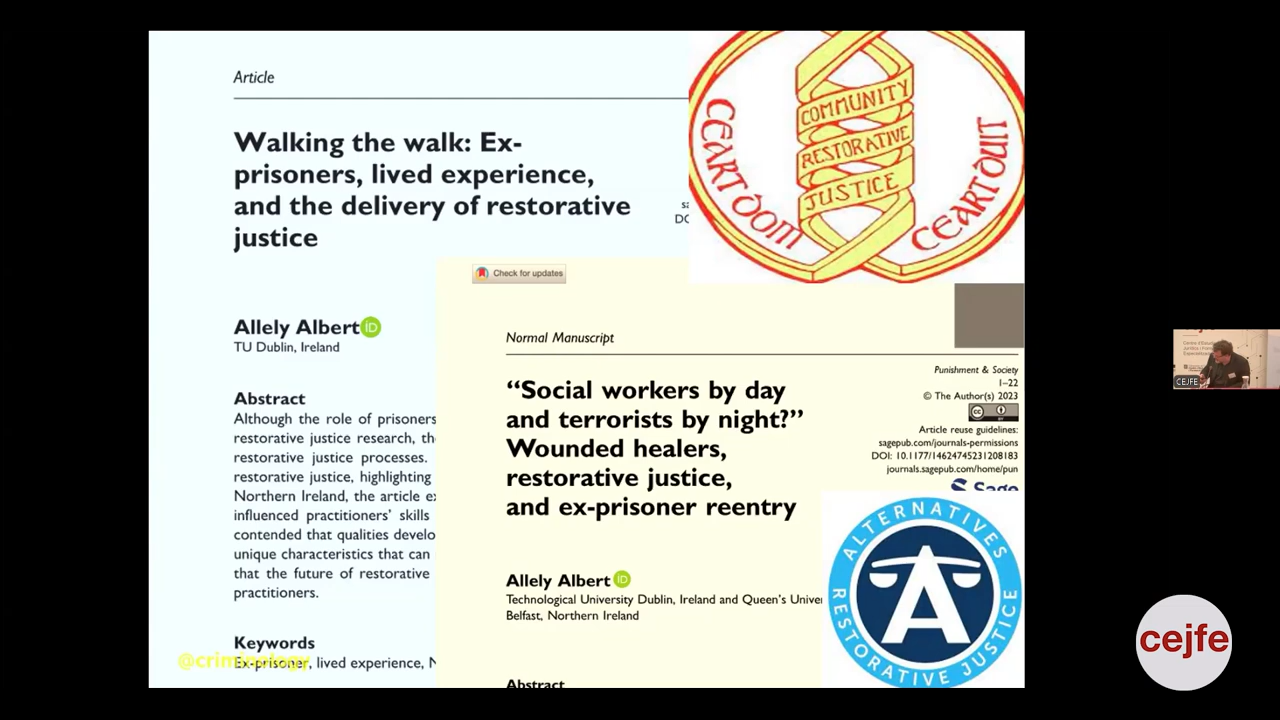 Article
Walking the walk: Ex-
prisoners, lived experience,
and the delivery of restorative
justice
Allely Albert iD
TU Dublin, Ireland
Abstract
Although the role of prisoners
restorative justice research, th
restorative justice processes.
restorative justice, highlighting
Northern Ireland, the article ex
influenced practitioners' skills
contended that qualities develo
unique characteristics that can
that the future of restorative
practitioners.
Keywords
Ex-prisoner, lived experience, N
@criminology
CEART DOM
COMMUNITY
RESTORATIVE
JUSTICE
CEART DUIT
Check for updates
Normal Manuscript
"Social workers by day
and terrorists by night?"
Wounded healers,
restorative justice,
and ex-prisoner reentry
Punishment & Society
1–22
© The Author(s) 2023
CC BY
Article reuse guidelines:
sagepub.com/journals-permissions
DOI: 10.1177/14624745231208183
journals.sagepub.com/home/pun
Sage
Allely Albert iD
Technological University Dublin, Ireland and Queen's Univer
Belfast, Northern Ireland
Abstract
ALTERNATIVES
A
RESTORATIVE JUSTICE
CEJFE
cejfe